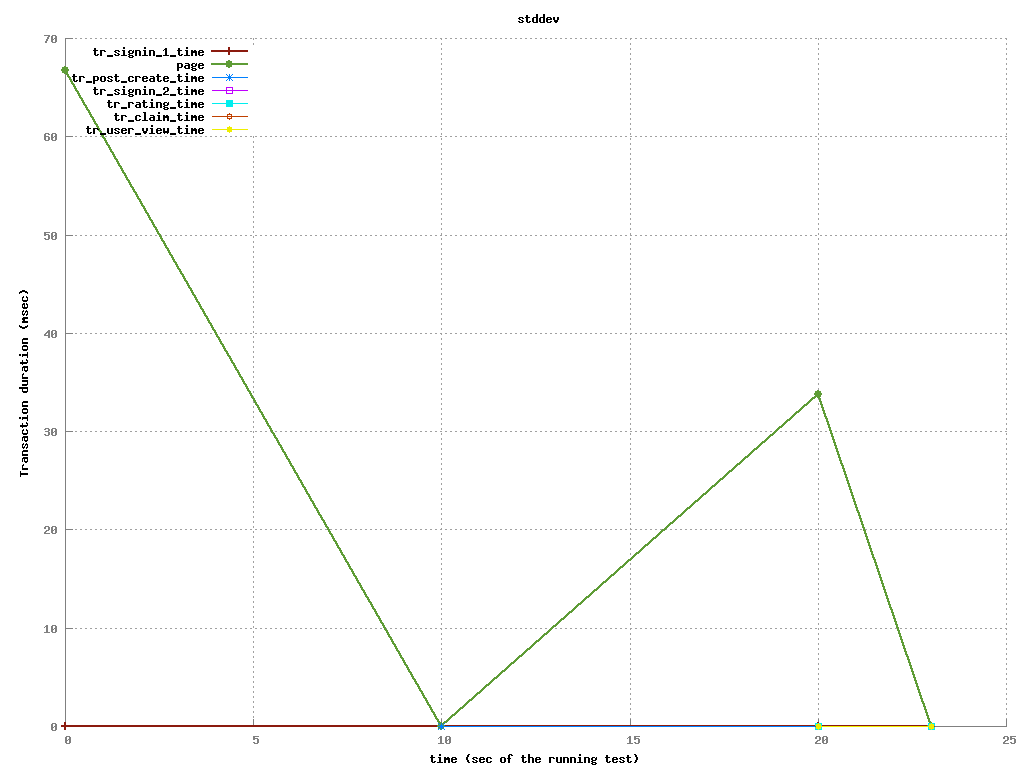 stddev
70
60
50
40
30
20
10
0
tr_signin_1_time
page
tr_post_create_time
tr_signin_2_time
tr_rating_time
tr_claim_time
tr_user_view_time
Transaction duration (msec)
0 5 10 15 20 25
time (sec of the running test)